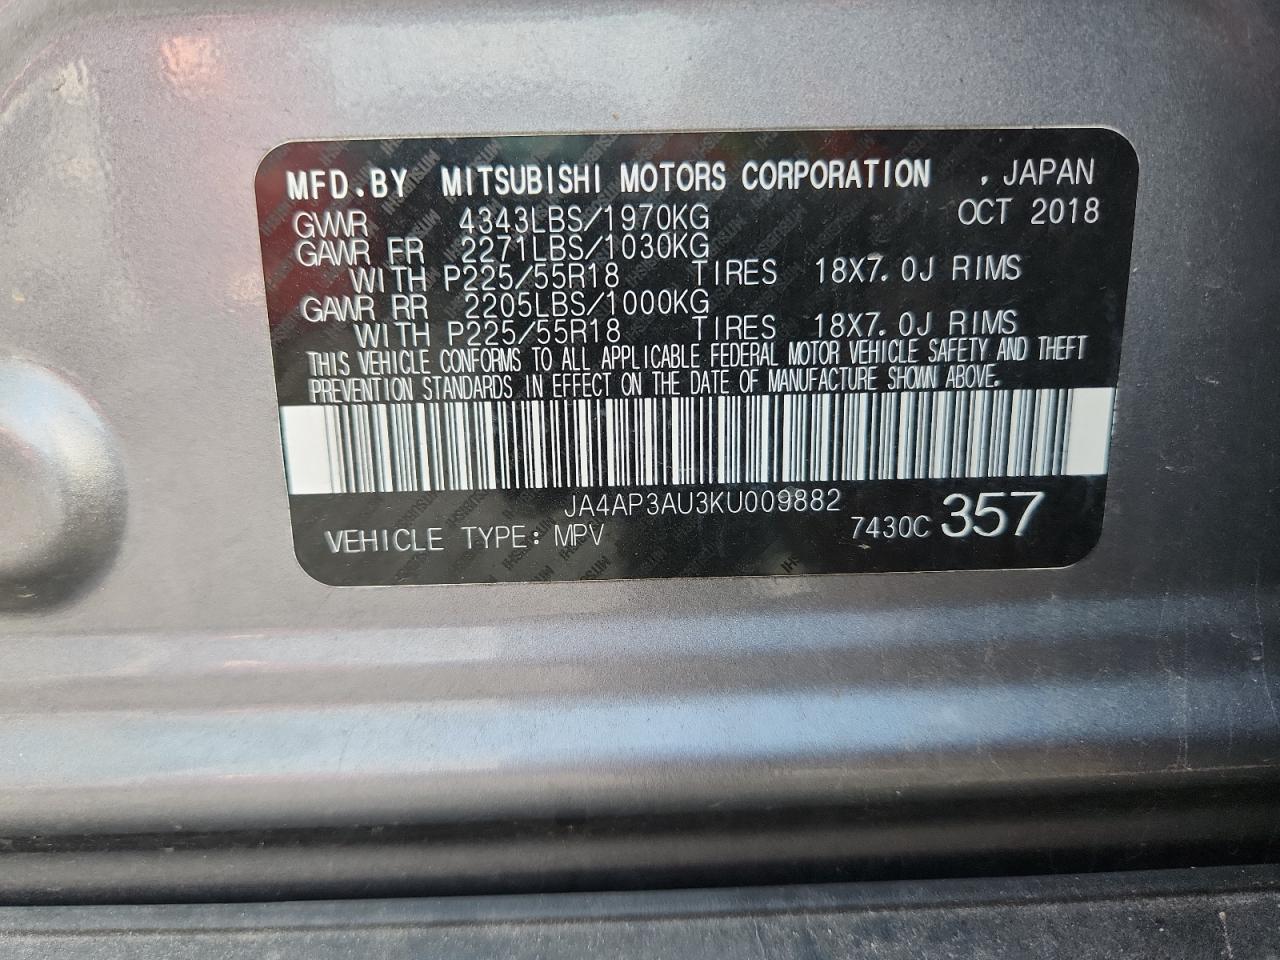 MFD.BY MITSUBISHI MOTORS CORPORATION , JAPAN
OCT 2018
GVWR 4343LBS/1970KG
GAWR FR 2271LBS/1030KG
WITH P225/55R18 TIRES 18X7.0J RIMS
GAWR RR 2205LBS/1000KG
WITH P225/55R18 TIRES 18X7.0J RIMS
THIS VEHICLE CONFORMS TO ALL APPLICABLE FEDERAL MOTOR VEHICLE SAFETY AND THEFT
PREVENTION STANDARDS IN EFFECT ON THE DATE OF MANUFACTURE SHOWN ABOVE.
JA4AP3AU3KU009882
VEHICLE TYPE: MPV 7430C 357